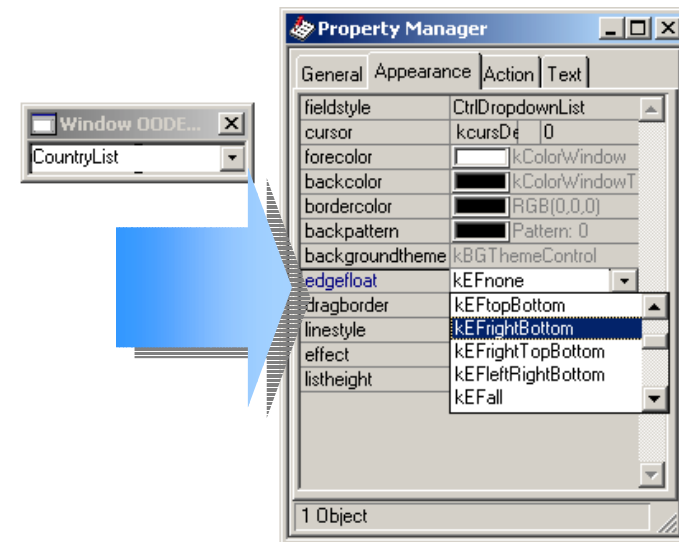 Property Manager
General Appearance Action Text
fieldstyle CtrlDropdownList
cursor kcursDe 0
forecolor kColorWindow
backcolor kColorWindowT
bordercolor RGB(0,0,0)
backpattern Pattern: 0
backgroundtheme kBGThemeControl
edgefloat kEFnone
dragborder kEFtopBottom
linestyle kEFrightBottom
effect kEFrightTopBottom
listheight kEFleftRightBottom
kEFall
1 Object
Window OODE...
CountryList